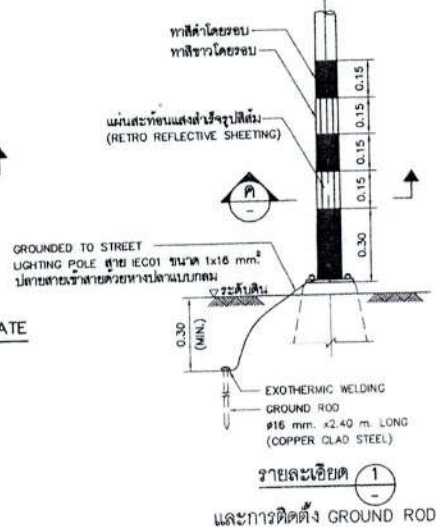 ทาสีดำโดยรอบ
ทาสีขาวโดยรอบ
0.15
0.15
แผ่นสะท้อนแสงสำเร็จรูปสีส้ม
(RETRO REFLECTIVE SHEETING)
0.15
0.15
ค
-
0.30
GROUNDED TO STREET
LIGHTING POLE สาย IEC01 ขนาด 1x16 mm.²
ปลายสายเข้าสายด้วยหางปลาแบบกลม
ระดับดิน
ATE
0.30
(MIN.)
EXOTHERMIC WELDING
GROUND ROD
ø16 mm. x2.40 m. LONG
(COPPER CLAD STEEL)
รายละเอียด 1
-
และการติดตั้ง GROUND ROD